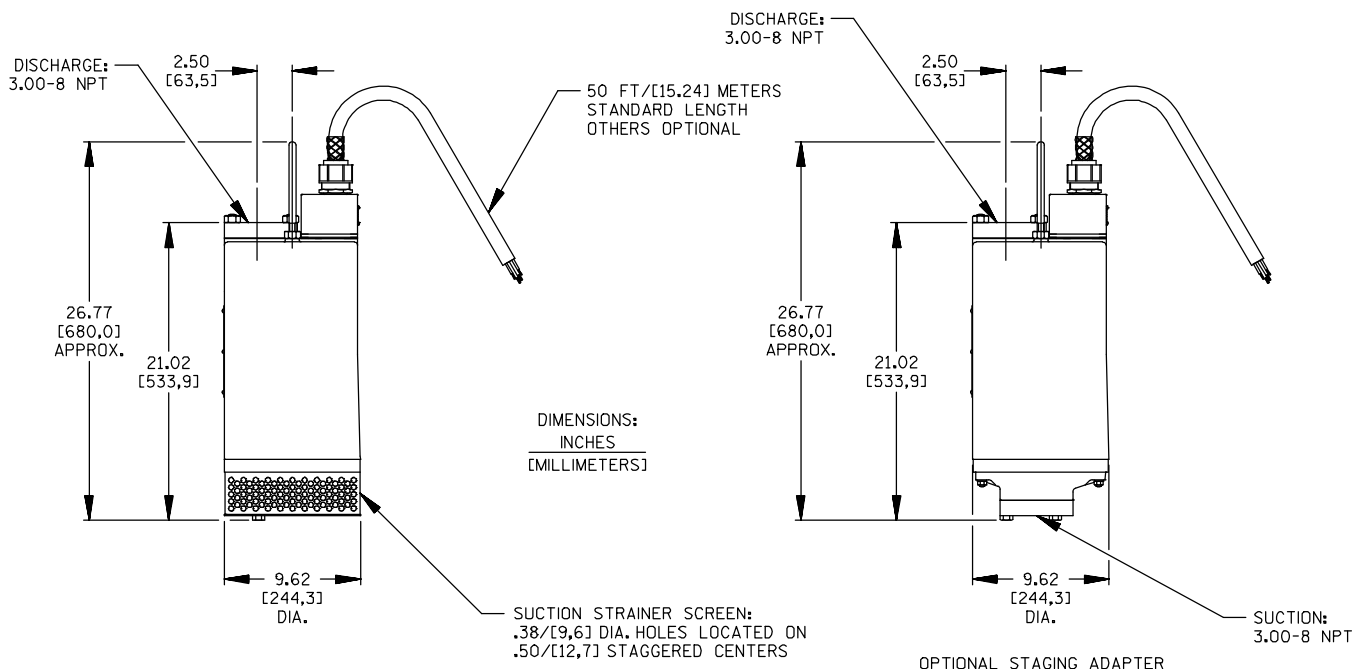 DISCHARGE:
3.00-8 NPT
2.50
[63,5]
50 FT/[15.24] METERS
STANDARD LENGTH
OTHERS OPTIONAL
26.77
[680,0]
APPROX.
21.02
[533,9]
9.62
[244,3]
DIA.
SUCTION STRAINER SCREEN:
.38/[9,6] DIA. HOLES LOCATED ON
.50/[12,7] STAGGERED CENTERS
DIMENSIONS:
INCHES
[MILLIMETERS]
DISCHARGE:
3.00-8 NPT
2.50
[63,5]
26.77
[680,0]
APPROX.
21.02
[533,9]
9.62
[244,3]
DIA.
SUCTION:
3.00-8 NPT
OPTIONAL STAGING ADAPTER